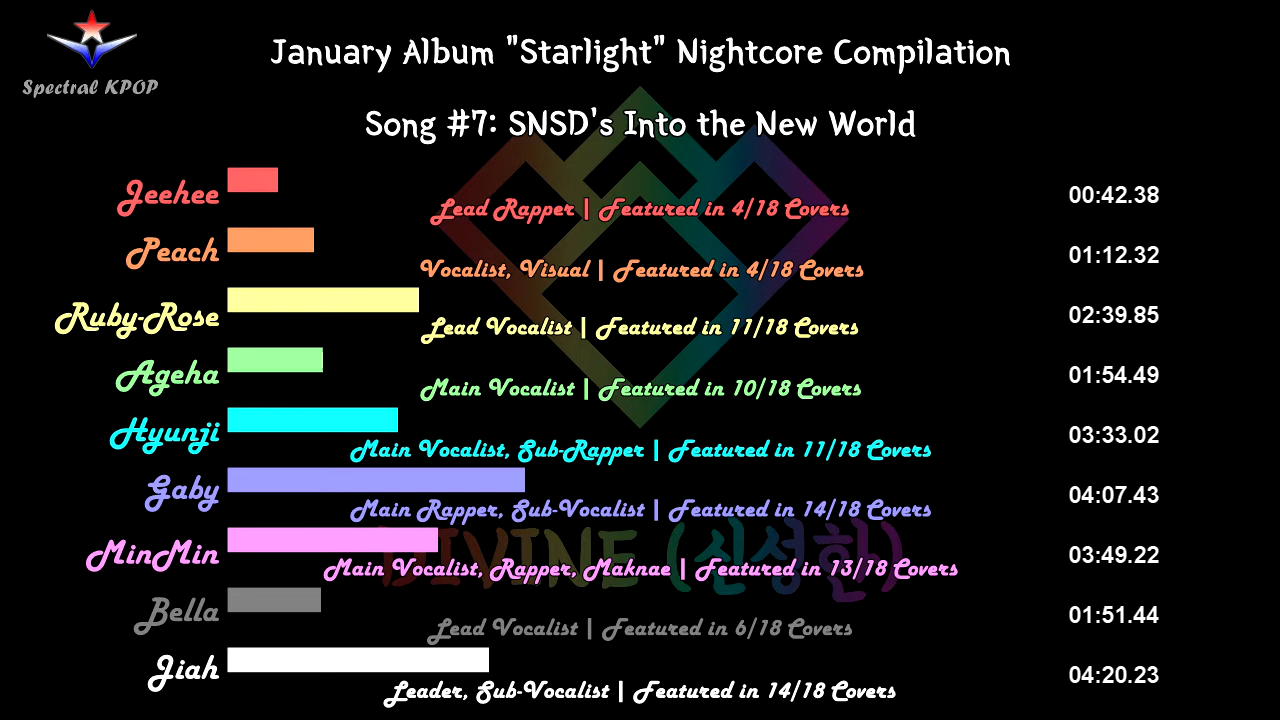 Spectral KPOP
January Album "Starlight" Nightcore Compilation
Song #7: SNSD's Into the New World
Jeehee
Lead Rapper | Featured in 4/18 Covers
00:42.38
Peach
Vocalist, Visual | Featured in 4/18 Covers
01:12.32
Ruby-Rose
Lead Vocalist | Featured in 11/18 Covers
02:39.85
Ageha
Main Vocalist | Featured in 10/18 Covers
01:54.49
Hyunji
Main Vocalist, Sub-Rapper | Featured in 11/18 Covers
03:33.02
Gaby
Main Rapper, Sub-Vocalist | Featured in 14/18 Covers
04:07.43
DIVINE (신성한)
MinMin
Main Vocalist, Rapper, Maknae | Featured in 13/18 Covers
03:49.22
Bella
Lead Vocalist | Featured in 6/18 Covers
01:51.44
Jiah
Leader, Sub-Vocalist | Featured in 14/18 Covers
04:20.23